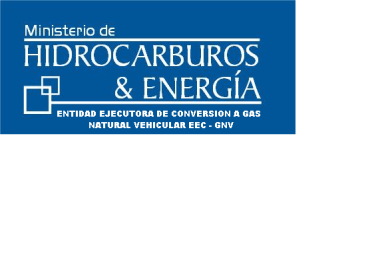 Ministerio de
HIDROCARBUROS
& ENERGÍA
ENTIDAD EJECUTORA DE CONVERSION A GAS
NATURAL VEHICULAR EEC - GNV